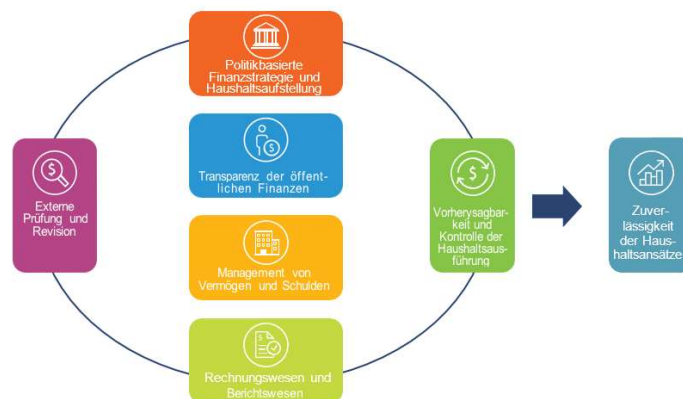 Politikbasierte
Finanzstrategie und
Haushaltsaufstellung
Transparenz der öffent-
lichen Finanzen
Externe
Prüfung und
Revision
Vorherysagbar-
keit und
Kontrolle der
Haushaltsaus-
führung
Zuver-
lässigkeit
der Haus-
haltsansätze
Management von
Vermögen und Schulden
Rechnungswesen und
Berichtswesen